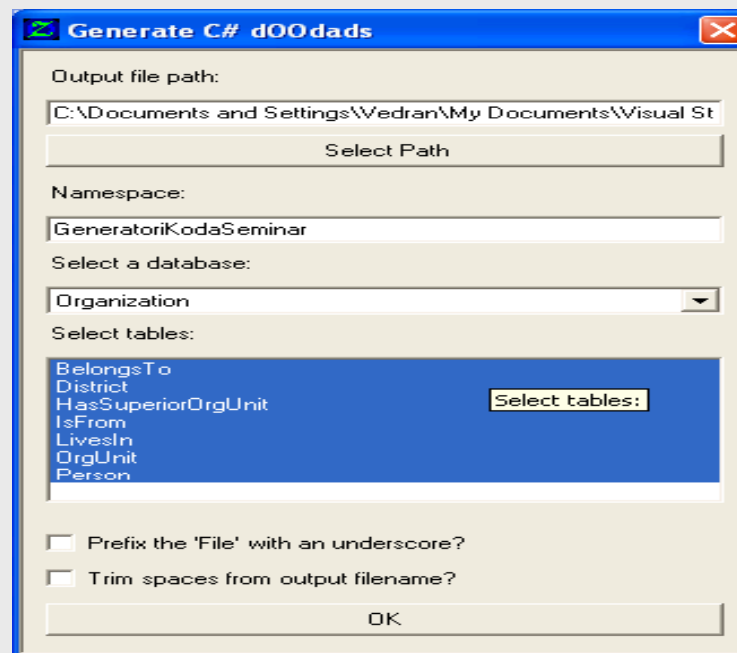 Generate C# dOOdads
Output file path:
C:\Documents and Settings\Vedran\My Documents\Visual St
Select Path
Namespace:
GeneratoriKodaSeminar
Select a database:
Organization
Select tables:
BelongsTo
District
HasSuperiorOrgUnit
Select tables:
IsFrom
LivesIn
OrgUnit
Person
Prefix the 'File' with an underscore?
Trim spaces from output filename?
OK